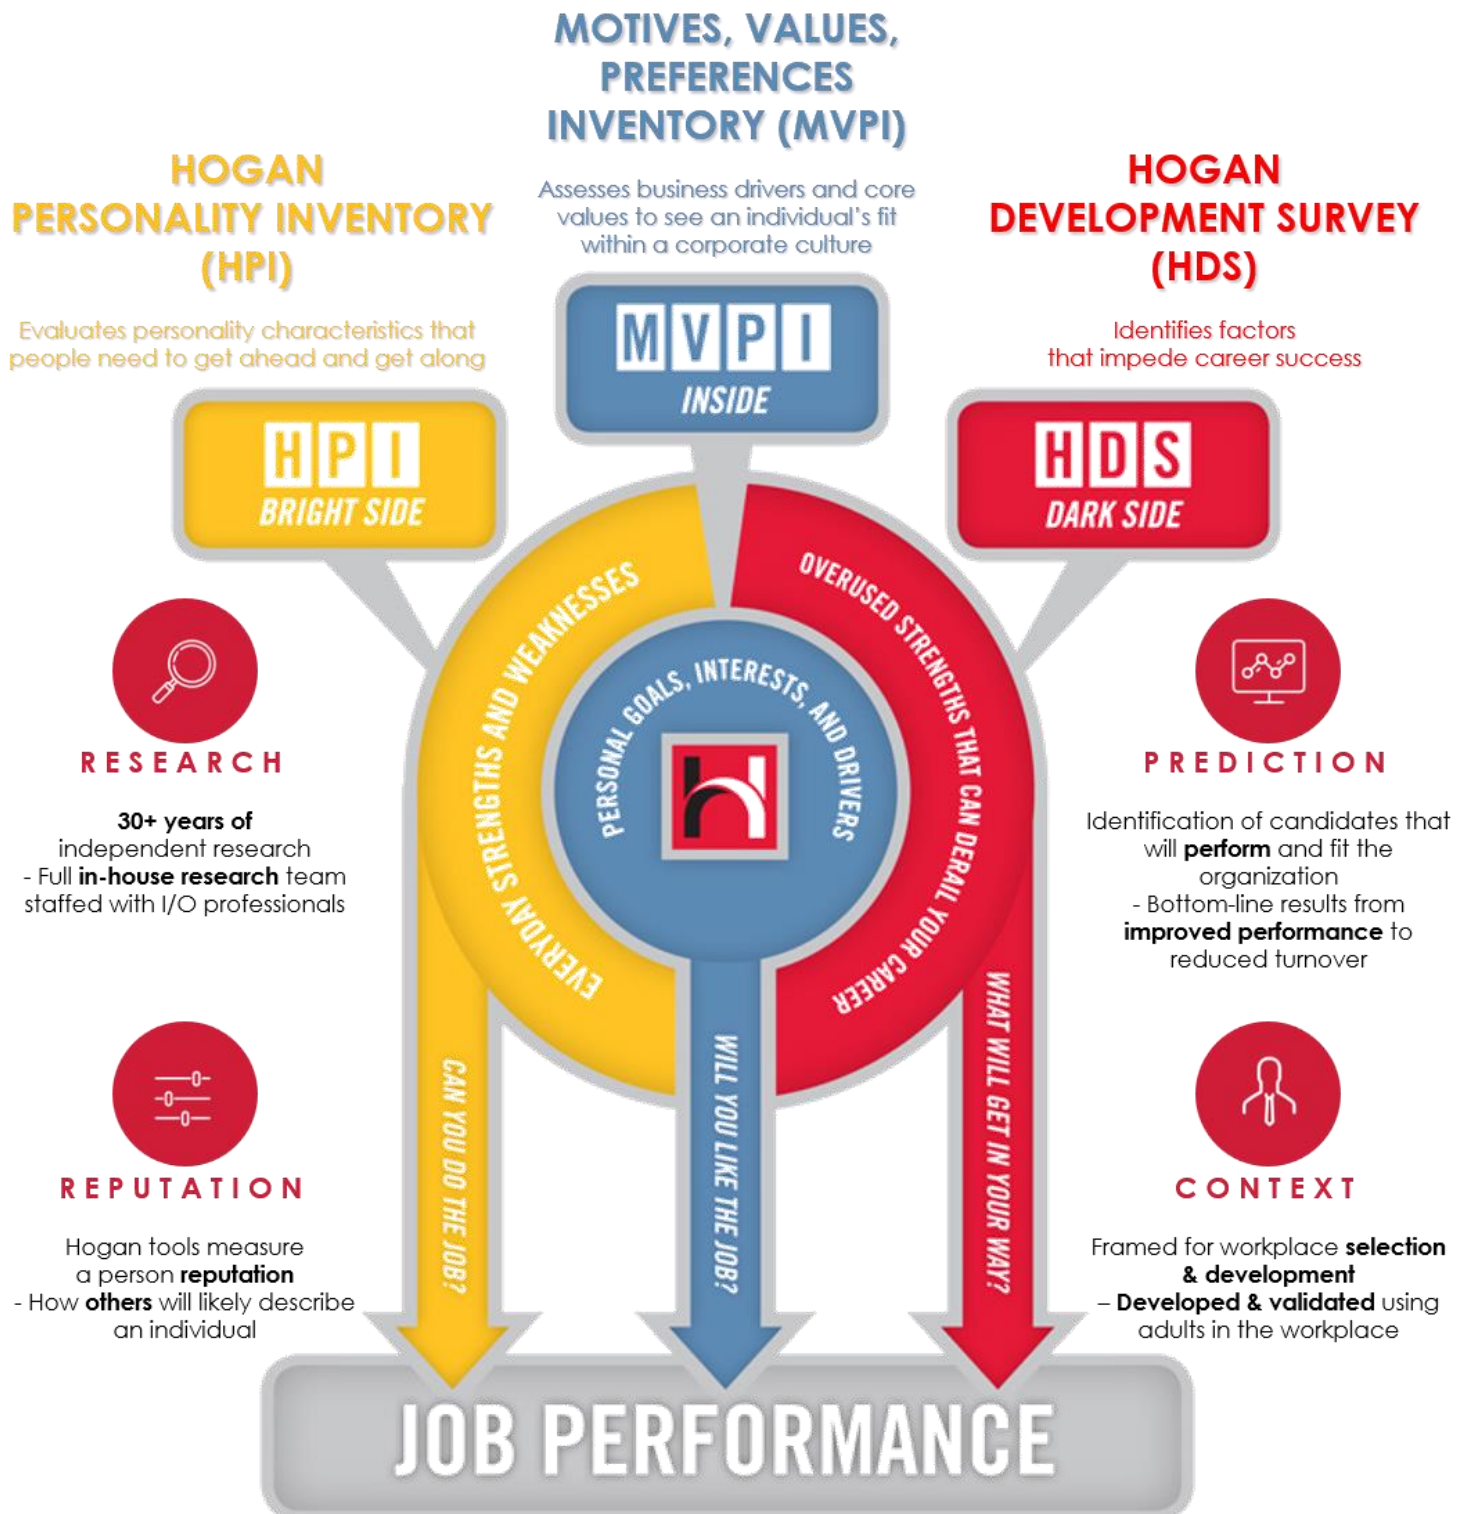 MOTIVES, VALUES,
PREFERENCES
INVENTORY (MVPI)
Assesses business drivers and core
values to see an individual's fit
within a corporate culture
HOGAN
PERSONALITY INVENTORY
(HPI)
Evaluates personality characteristics that
people need to get ahead and get along
HOGAN
DEVELOPMENT SURVEY
(HDS)
Identifies factors
that impede career success
MVPI
INSIDE
HPI
BRIGHT SIDE
HDS
DARK SIDE
EVERYDAY STRENGTHS AND WEAKNESSES
PERSONAL GOALS, INTERESTS, AND DRIVERS
OVERUSED STRENGTHS THAT CAN DERAIL YOUR CAREER
H
RESEARCH
30+ years of
independent research
- Full in-house research team
staffed with I/O professionals
PREDICTION
Identification of candidates that
will perform and fit the
organization
- Bottom-line results from
improved performance to
reduced turnover
REPUTATION
Hogan tools measure
a person reputation
- How others will likely describe
an individual
CONTEXT
Framed for workplace selection
& development
– Developed & validated using
adults in the workplace
CAN YOU DO THE JOB?
WILL YOU LIKE THE JOB?
WHAT WILL GET IN YOUR WAY?
JOB PERFORMANCE